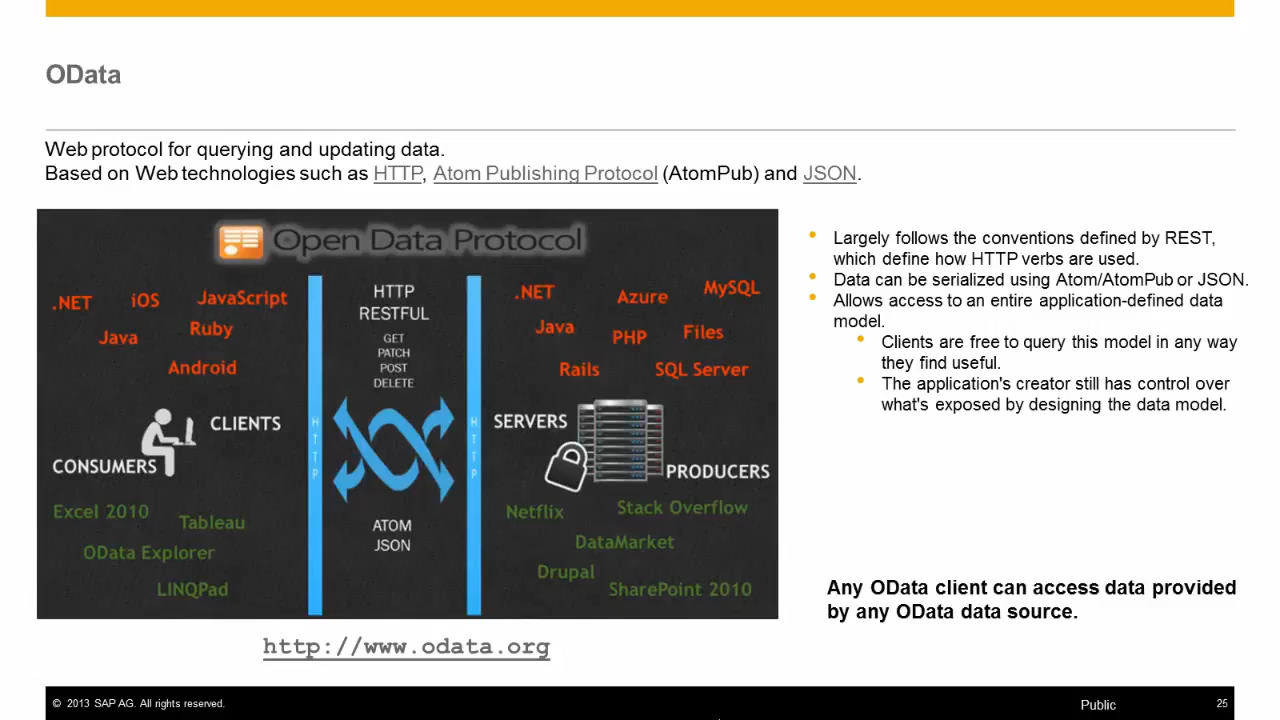 OData
Web protocol for querying and updating data.
Based on Web technologies such as HTTP, Atom Publishing Protocol (AtomPub) and JSON.
Open Data Protocol
.NET iOS JavaScript
Java Ruby
Android
CLIENTS
CONSUMERS
Excel 2010
Tableau
OData Explorer
LINQPad
HTTP
HTTP
RESTFUL
GET
PATCH
POST
DELETE
ATOM
JSON
HTTP
.NET Azure MySQL
Java PHP Files
Rails SQL Server
SERVERS
PRODUCERS
Netflix Stack Overflow
DataMarket
Drupal
SharePoint 2010
http://www.odata.org
• Largely follows the conventions defined by REST,
which define how HTTP verbs are used.
• Data can be serialized using Atom/AtomPub or JSON.
• Allows access to an entire application-defined data
model.
• Clients are free to query this model in any way
they find useful.
• The application's creator still has control over
what's exposed by designing the data model.
Any OData client can access data provided
by any OData data source.
© 2013 SAP AG. All rights reserved.
Public
25